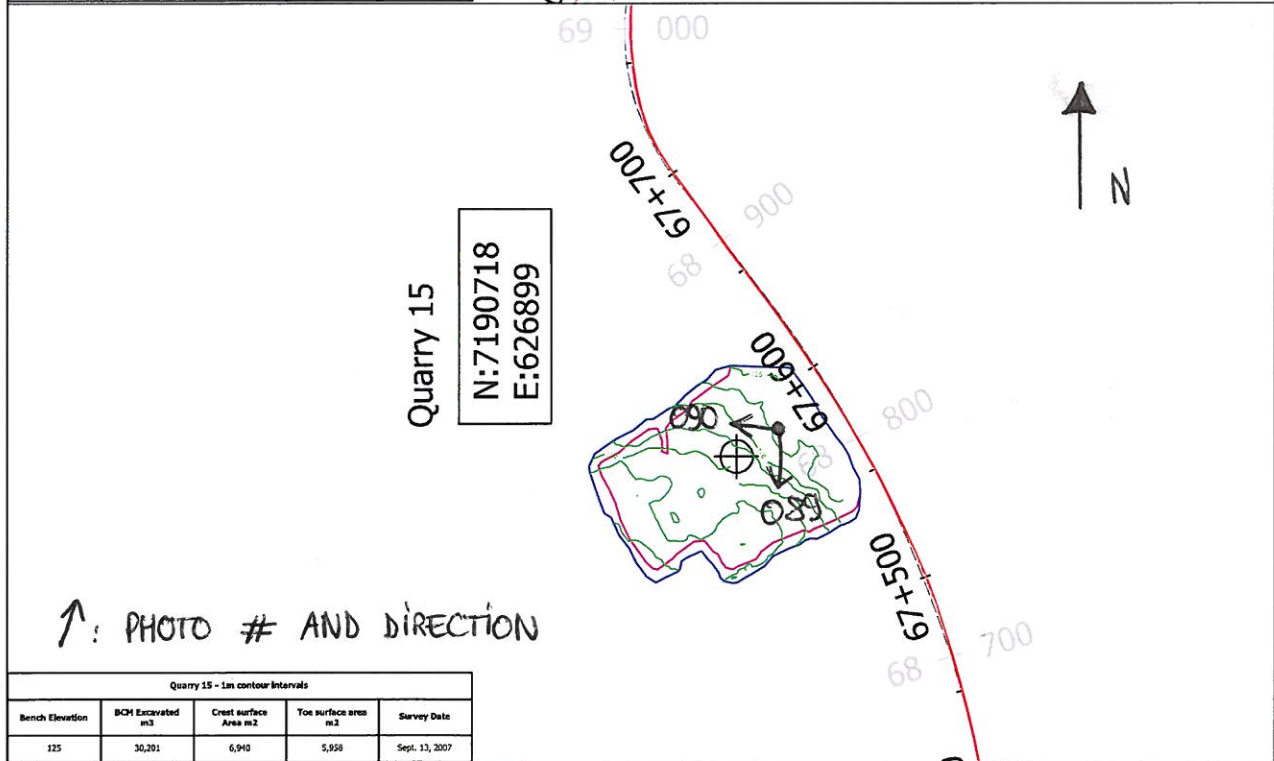 69 000
67+700
68 900
N
Quarry 15
N:7190718
E:626899
67+600
090
68 800
089
67+500
↑: PHOTO # AND DiRECTiON
68 700
Quarry 15 - 1m contour intervals
Bench Elevation BCM Excavated m3 Crest surface Area m2 Toe surface area m2 Survey Date
125 30,201 6,940 5,958 Sept. 13, 2007